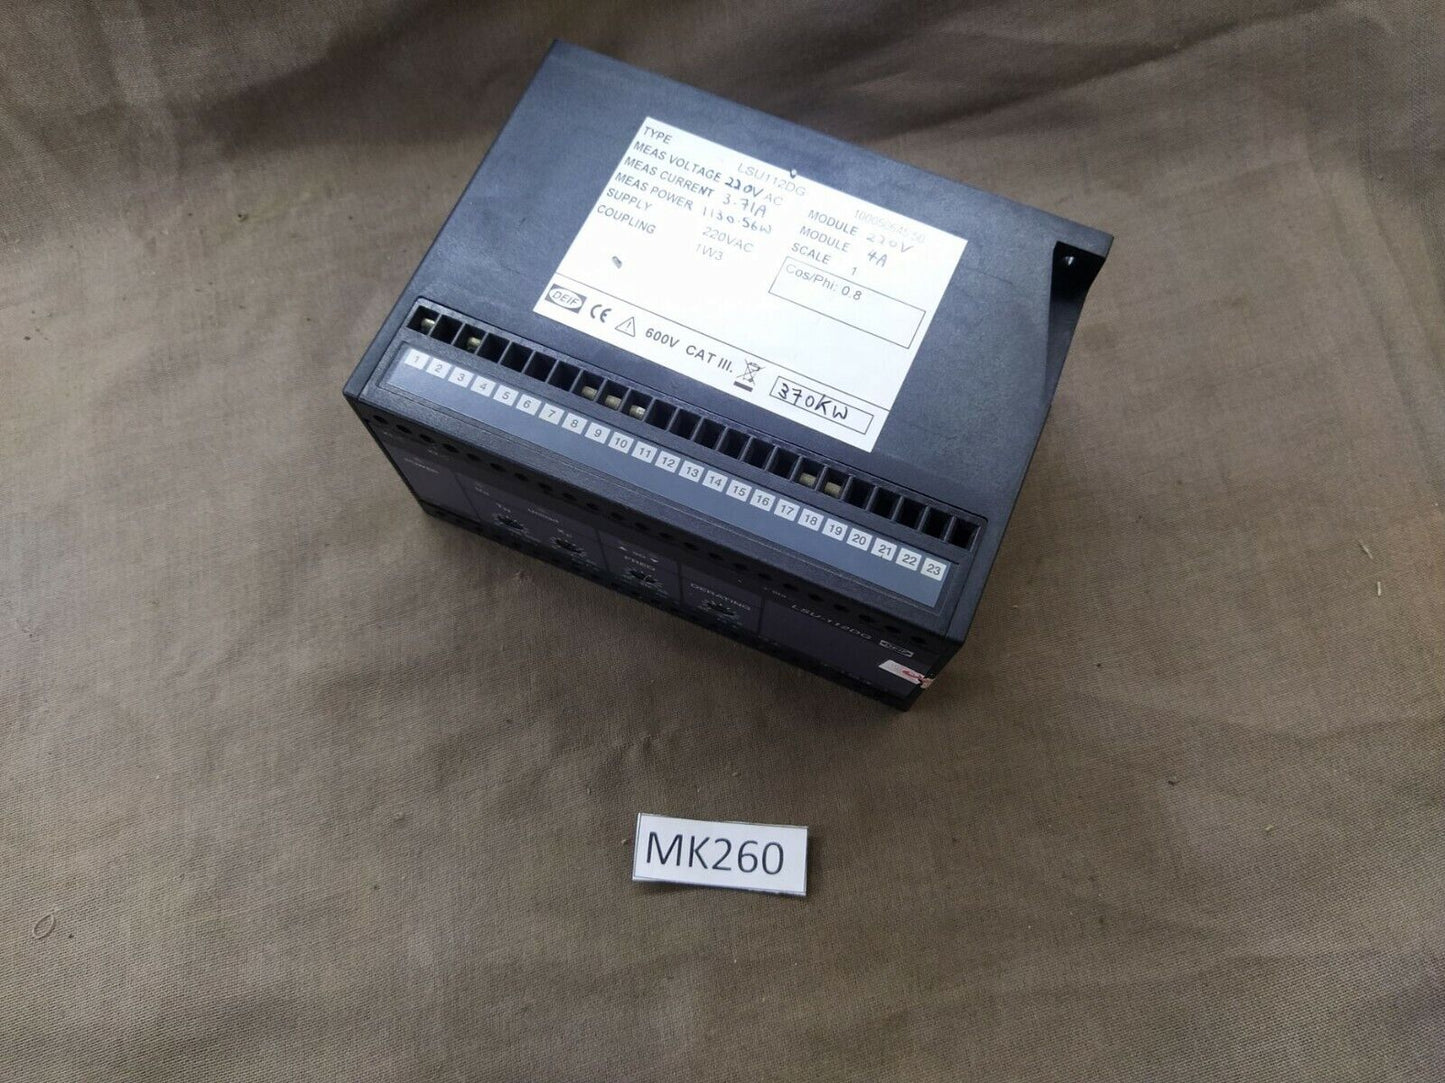 TYPE LSU112DG
MEAS VOLTAGE 220V AC MODULE 220V
MEAS CURRENT 3.71A MODULE 4A
MEAS POWER 1130.56W SCALE 1
SUPPLY 220VAC
COUPLING 1W3
Cos/Phi: 0.8
DEIF CE 600V CAT III. 370KW
1 2 3 4 5 6 7 8 9 10 11 12 13 14 15 16 17 18 19 20 21 22 23
DERATING
LSU-112DG DEIF
MK260